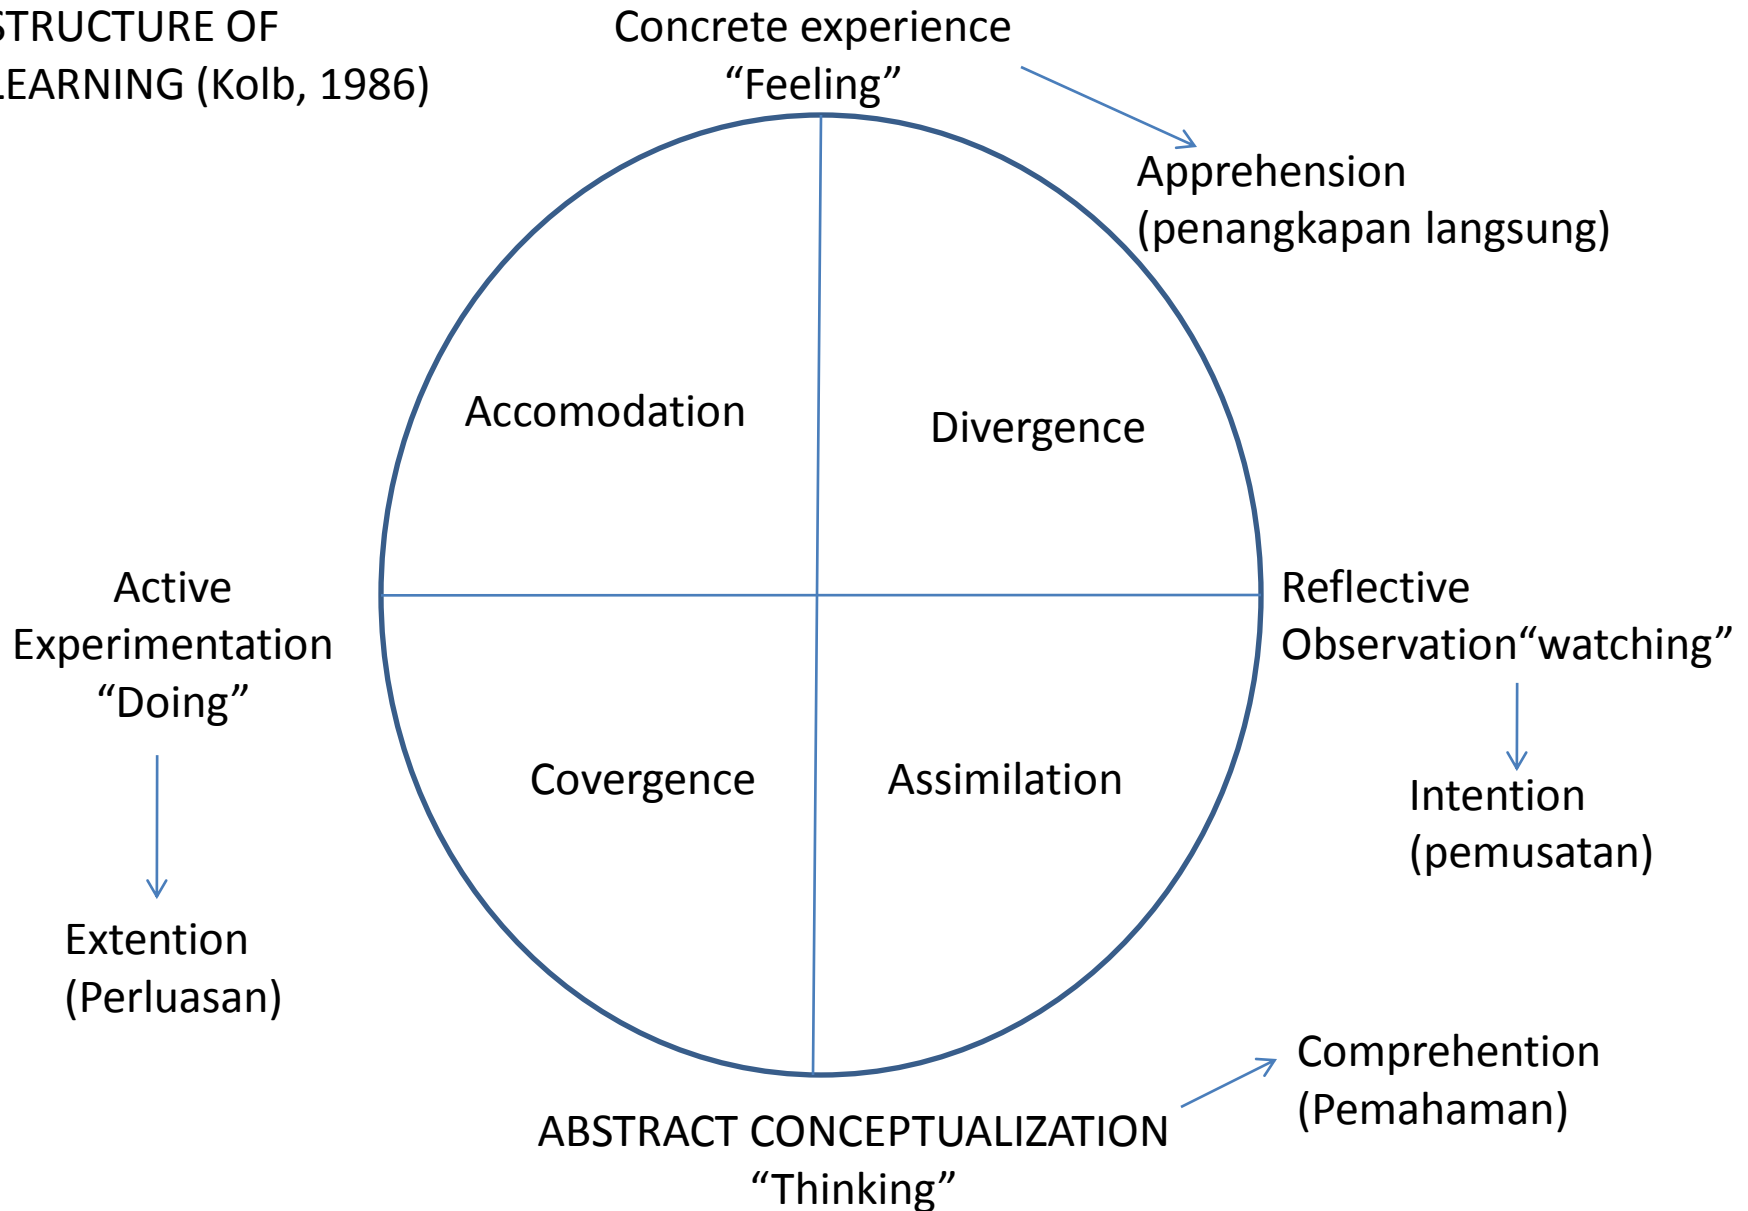 STRUCTURE OF
LEARNING (Kolb, 1986)
Concrete experience
“Feeling”
Apprehension
(penangkapan langsung)
Accomodation
Divergence
Active
Experimentation
“Doing”
Reflective
Observation“watching”
Covergence
Assimilation
Intention
(pemusatan)
Extention
(Perluasan)
Comprehention
(Pemahaman)
ABSTRACT CONCEPTUALIZATION
“Thinking”